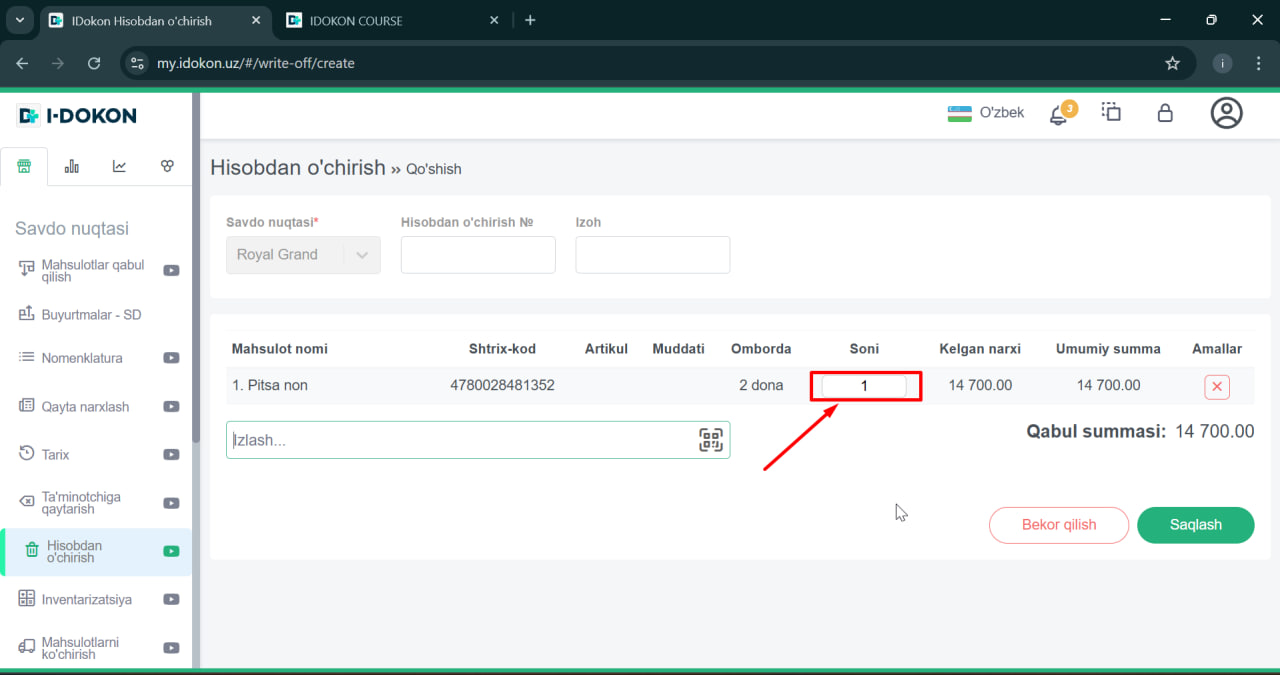 IDokon Hisobdan o'chirish
IDOKON COURSE
my.idokon.uz/#/write-off/create
i
I-DOKON
O'zbek
3
Hisobdan o'chirish » Qo'shish
Savdo nuqtasi
Mahsulotlar qabul
qilish
Buyurtmalar - SD
Nomenklatura
Qayta narxlash
Tarix
Ta'minotchiga
qaytarish
Hisobdan
o'chirish
Inventarizatsiya
Mahsulotlarni
ko'chirish
Savdo nuqtasi* Hisobdan o'chirish № Izoh
Royal Grand
Mahsulot nomi Shtrix-kod Artikul Muddati Omborda Soni Kelgan narxi Umumiy summa Amallar
1. Pitsa non 4780028481352 2 dona 1 14 700.00 14 700.00
Izlash...
Qabul summasi: 14 700.00
Bekor qilish Saqlash